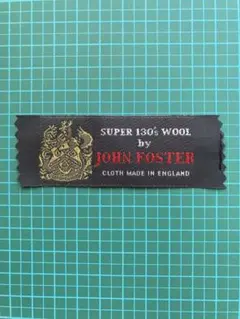 SUPER 130's WOOL
by
JOHN FOSTER
CLOTH MADE IN ENGLAND